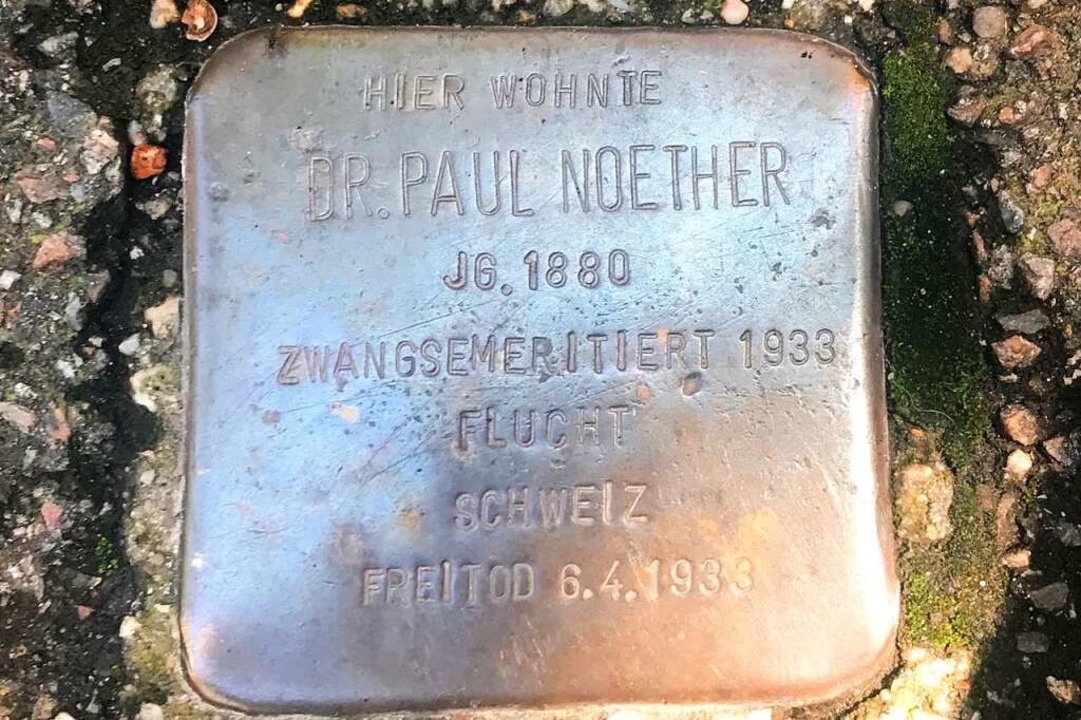 HIER WOHNTE
DR. PAUL NOETHER
JG. 1880
ZWANGSEMERITIERT 1933
FLUCHT
SCHWEIZ
FREITOD 6.4.1933